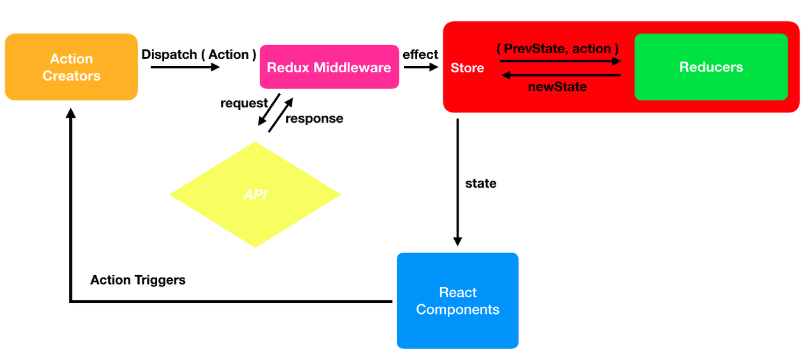 Action
Creators
Dispatch ( Action )
Redux Middleware
effect
Store
( PrevState, action )
newState
Reducers
request
response
API
state
Action Triggers
React
Components